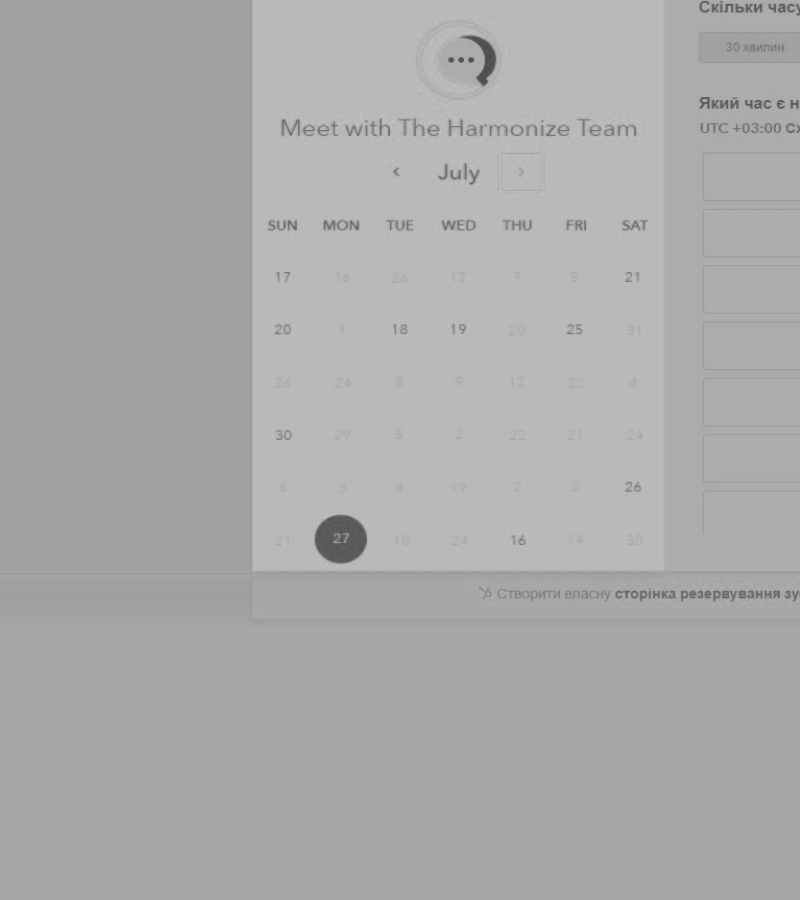 Скільки часу
30 хвилин
Який час є н
UTC +03:00 Сх
Meet with The Harmonize Team
July
SUN MON TUE WED THU FRI SAT
17 16 26 12 7 5 21
20 1 18 19 20 25 31
26 24 5 9 12 22 4
30 29 5 2 22 21 24
6 3 4 19 2 2 26
21 27 10 24 16 14 30
Створити власну сторінка резервування зу